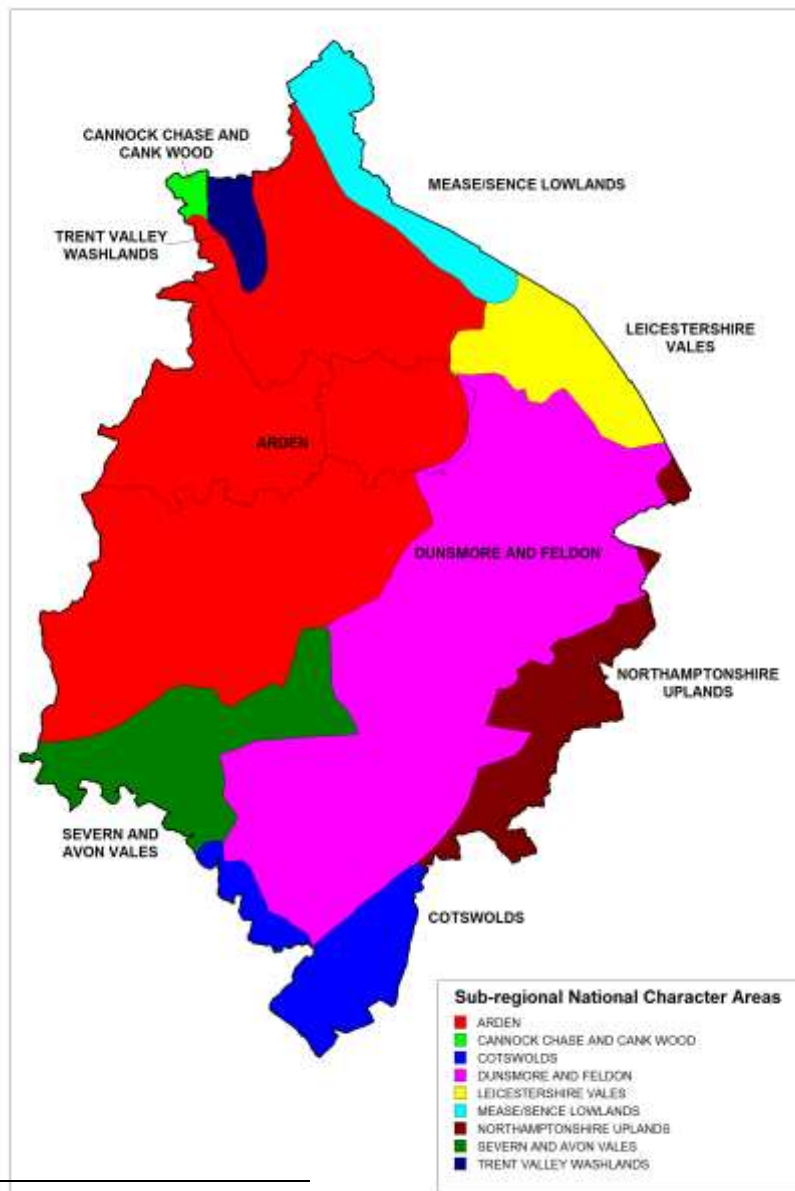 CANNOCK CHASE AND
CANK WOOD
MEASE/SENCE LOWLANDS
TRENT VALLEY
WASHLANDS
LEICESTERSHIRE
VALES
ARDEN
DUNSMORE AND FELDON
NORTHAMPTONSHIRE
UPLANDS
SEVERN AND
AVON VALES
COTSWOLDS
Sub-regional National Character Areas
ARDEN
CANNOCK CHASE AND CANK WOOD
COTSWOLDS
DUNSMORE AND FELDON
LEICESTERSHIRE VALES
MEASE/SENCE LOWLANDS
NORTHAMPTONSHIRE UPLANDS
SEVERN AND AVON VALES
TRENT VALLEY WASHLANDS